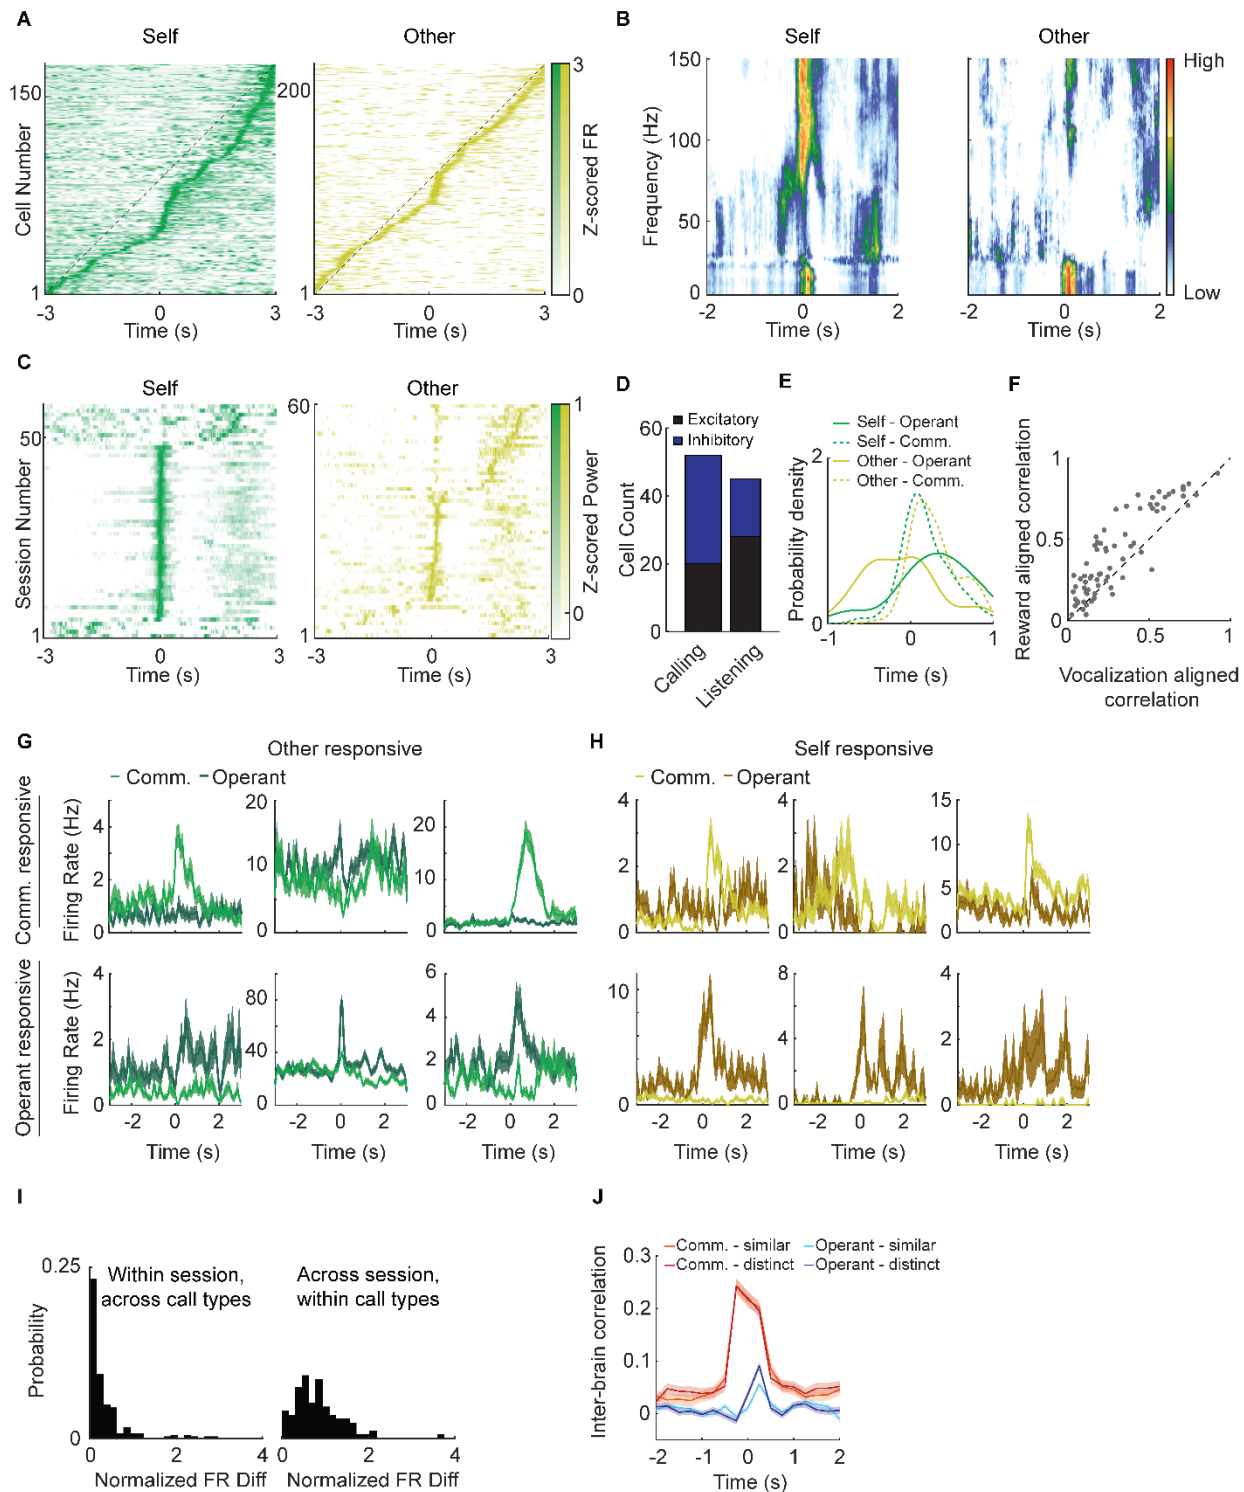 A
Self
Other
150
1
Cell Number
-3
0
3
Time (s)
200
1
-3
0
3
Time (s)
3
0
Z-scored FR
B
Self
Other
150
100
50
0
Frequency (Hz)
-2
0
2
Time (s)
-2
0
2
Time (s)
High
Low
C
Self
Other
50
1
Session Number
-3
0
3
Time (s)
60
1
-3
0
3
Time (s)
1
0
Z-scored Power
D
Excitatory
Inhibitory
60
40
20
0
Cell Count
Calling
Listening
E
Self - Operant
Self - Comm.
Other - Operant
Other - Comm.
2
0
Probability density
-1
0
1
Time (s)
F
1
0.5
0
Reward aligned correlation
0
0.5
1
Vocalization aligned
correlation
G
Other responsive
Comm.
Operant
Comm. responsive
Firing Rate (Hz)
4
2
0
20
10
0
20
10
0
Operant responsive
Firing Rate (Hz)
4
2
0
80
40
0
6
4
2
0
-2
0
2
Time (s)
-2
0
2
Time (s)
-2
0
2
Time (s)
H
Self responsive
Comm.
Operant
4
2
0
4
2
0
15
10
5
0
10
5
0
8
4
0
4
2
0
-2
0
2
Time (s)
-2
0
2
Time (s)
-2
0
2
Time (s)
I
0.25
0
Probability
Within session,
across call types
0
2
4
Normalized FR Diff
Across session,
within call types
0
2
4
Normalized FR Diff
J
Comm. - similar
Operant - similar
Comm. - distinct
Operant - distinct
0.3
0.2
0.1
0
Inter-brain correlation
-2
-1
0
1
2
Time (s)